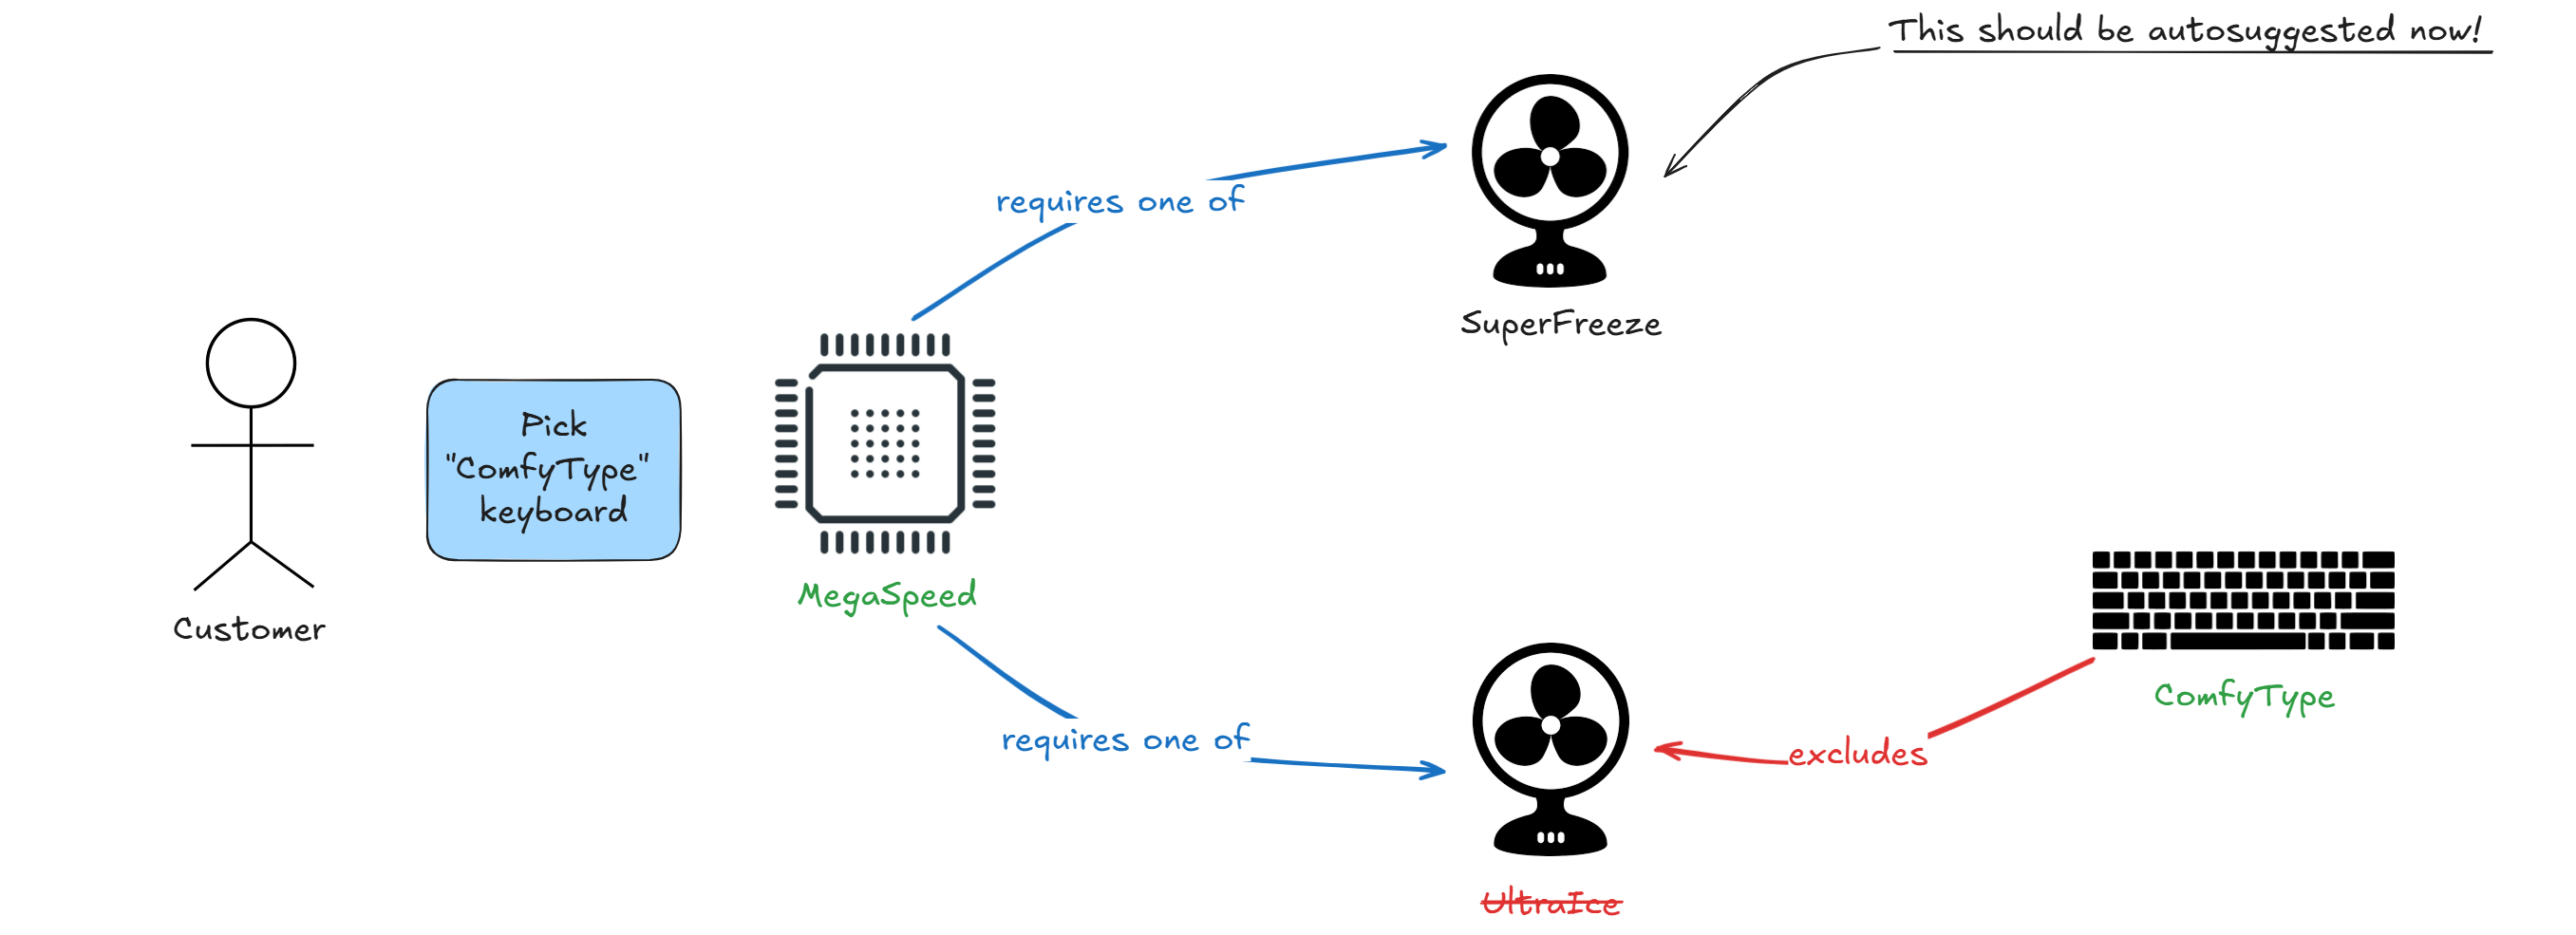 This should be autosuggested now!
requires one of
SuperFreeze
Pick
"ComfyType"
keyboard
MegaSpeed
Customer
ComfyType
requires one of
excludes
UltraIce